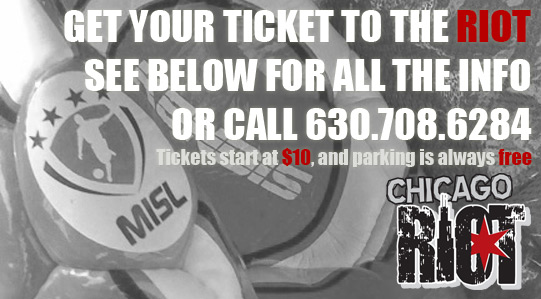 GET YOUR TICKET TO THE RIOT
SEE BELOW FOR ALL THE INFO
OR CALL 630.708.6284
Tickets start at $10, and parking is always free
MISL
CHICAGO
RIOT